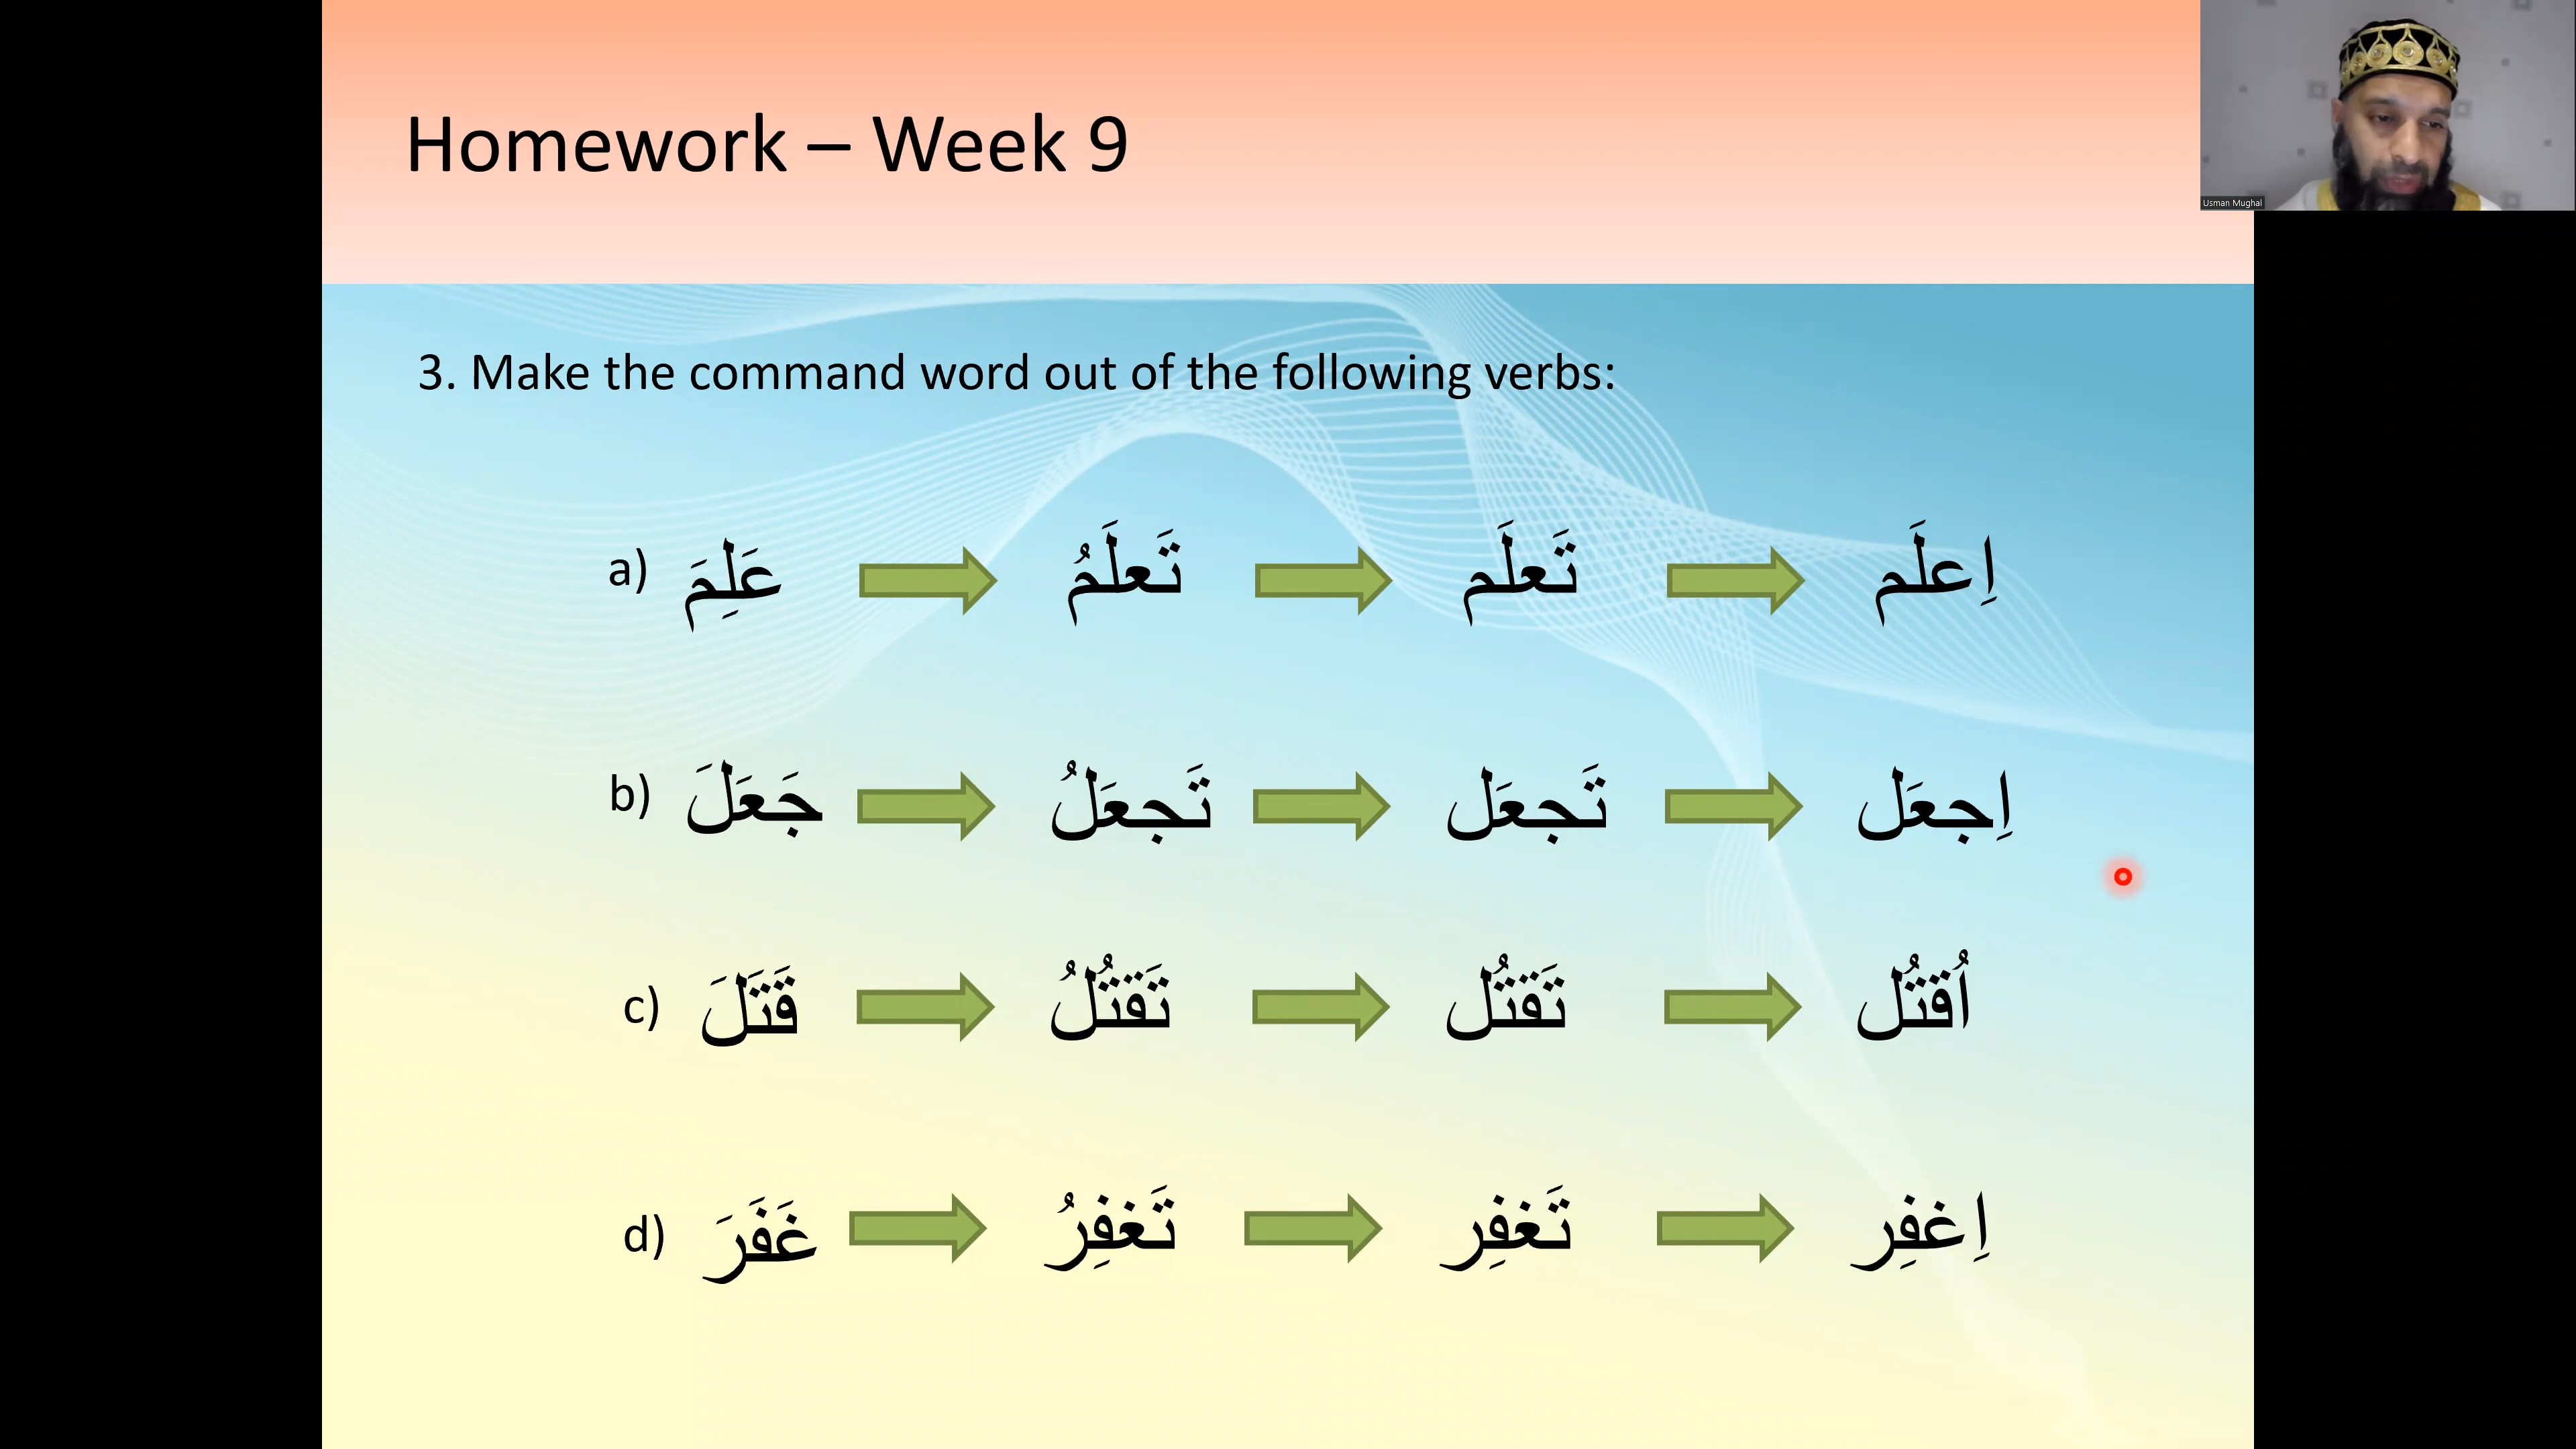 Homework – Week 9
Usman Mughal
3. Make the command word out of the following verbs:
a) عَلِمَ تَعلَمُ تَعلَم اِعلَم
b) جَعَلَ تَجعَلُ تَجعَل اِجعَل
c) قَتَلَ تَقتُلُ تَقتُل اُقتُل
d) غَفَرَ تَغفِرُ تَغفِر اِغفِر